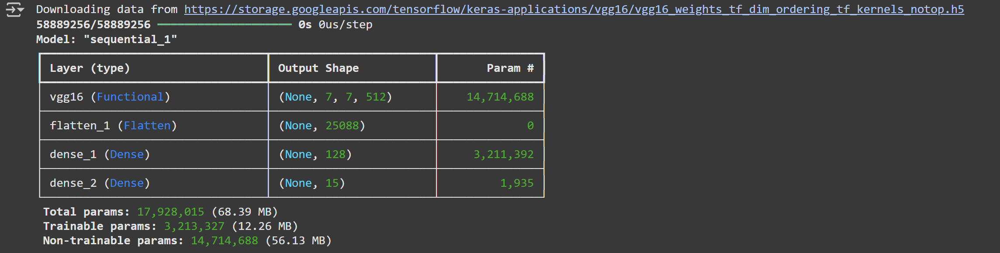 Downloading data from https://storage.googleapis.com/tensorflow/keras-applications/vgg16/vgg16_weights_tf_dim_ordering_tf_kernels_notop.h5
58889256/58889256 0s 0us/step
Model: "sequential_1"
Layer (type) Output Shape Param #
vgg16 (Functional) (None, 7, 7, 512) 14,714,688
flatten_1 (Flatten) (None, 25088) 0
dense_1 (Dense) (None, 128) 3,211,392
dense_2 (Dense) (None, 15) 1,935
Total params: 17,928,015 (68.39 MB)
Trainable params: 3,213,327 (12.26 MB)
Non-trainable params: 14,714,688 (56.13 MB)